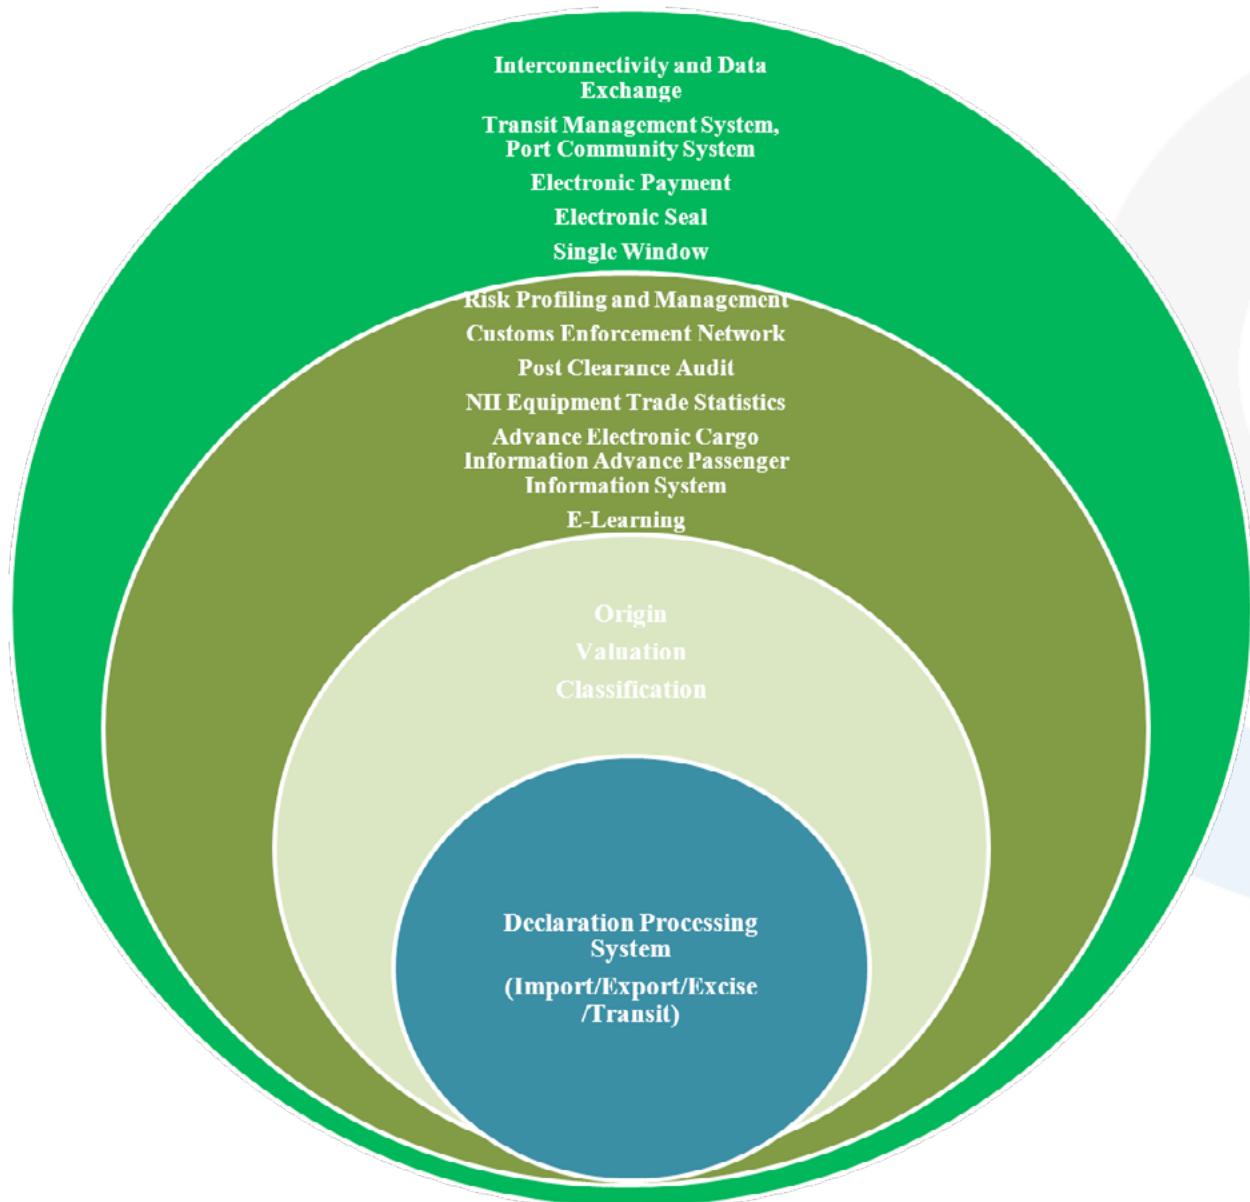 Interconnectivity and Data
Exchange
Transit Management System,
Port Community System
Electronic Payment
Electronic Seal
Single Window
Risk Profiling and Management
Customs Enforcement Network
Post Clearance Audit
NII Equipment Trade Statistics
Advance Electronic Cargo
Information Advance Passenger
Information System
E-Learning
Origin
Valuation
Classification
Declaration Processing
System
(Import/Export/Excise
/Transit)